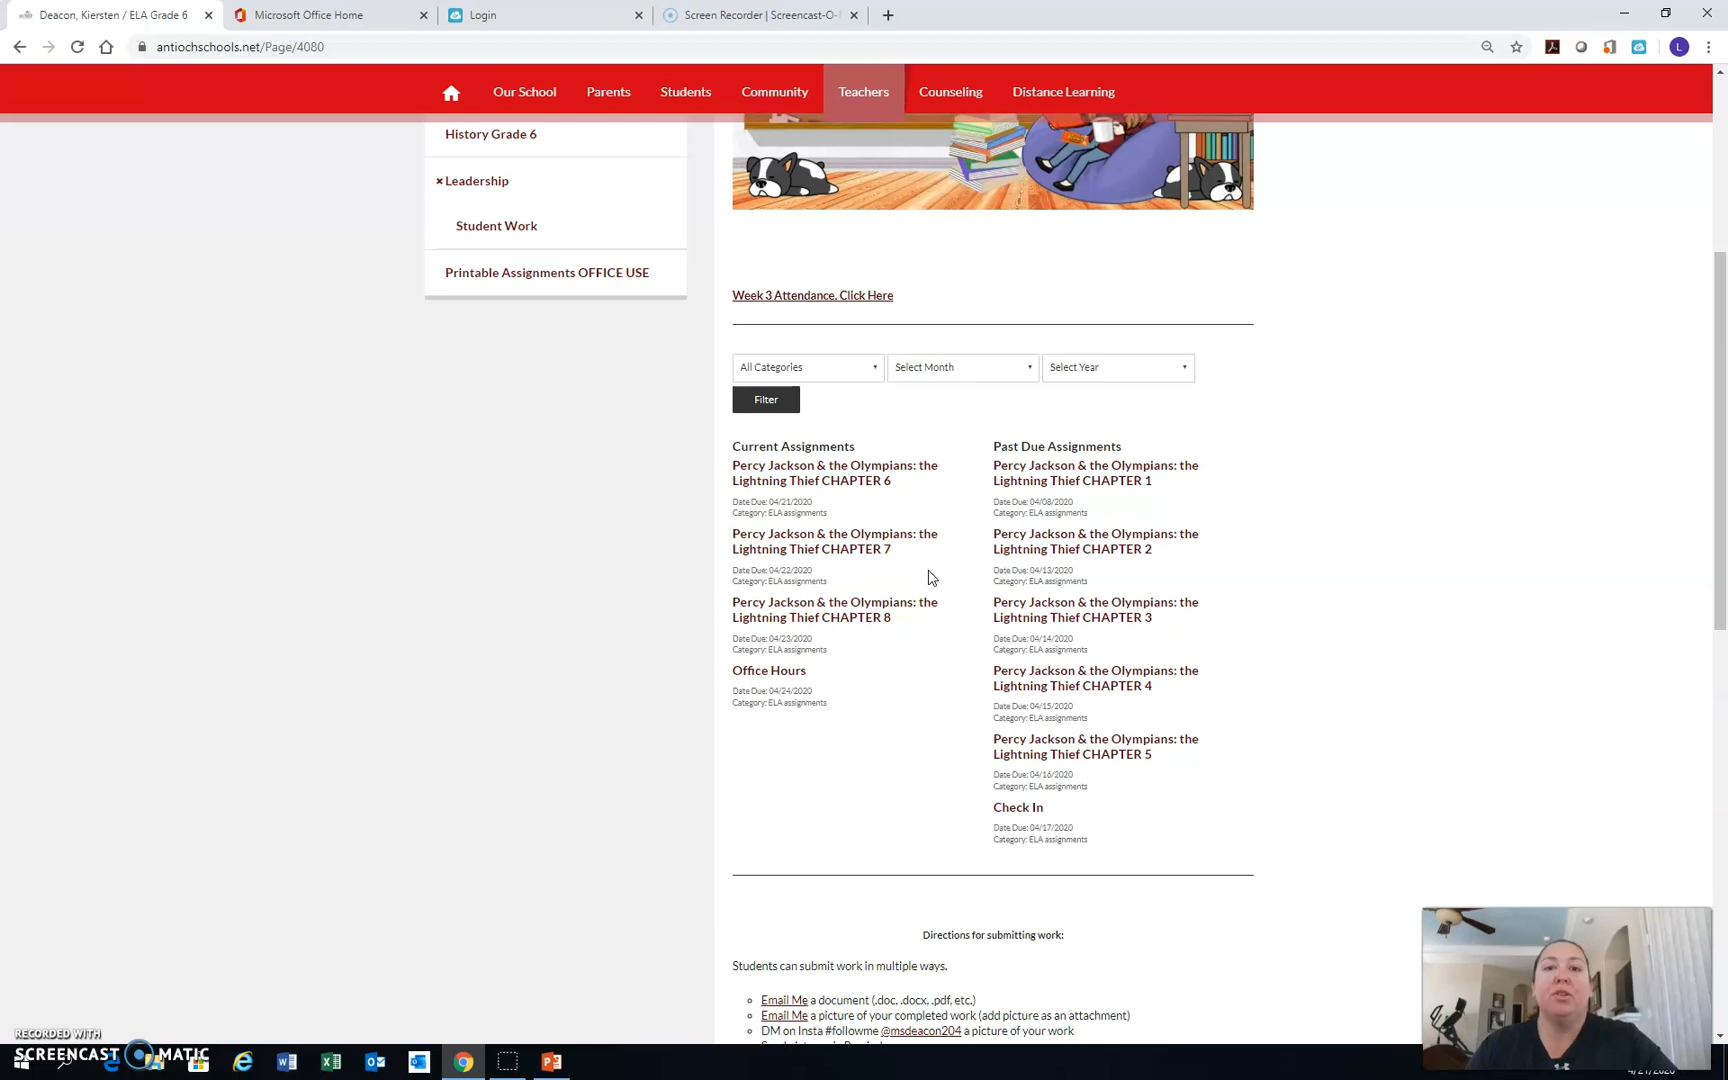 Deacon, Kiersten / ELA Grade 6
Microsoft Office Home
Login
Screen Recorder | Screencast-O-
antiochschools.net/Page/4080
L
Our School
Parents
Students
Community
Teachers
Counseling
Distance Learning
History Grade 6
Leadership
Student Work
Printable Assignments OFFICE USE
Week 3 Attendance. Click Here
All Categories
Select Month
Select Year
Filter
Current Assignments
Percy Jackson & the Olympians: the
Lightning Thief CHAPTER 6
Date Due: 04/21/2020
Category: ELA assignments
Percy Jackson & the Olympians: the
Lightning Thief CHAPTER 7
Date Due: 04/22/2020
Category: ELA assignments
Percy Jackson & the Olympians: the
Lightning Thief CHAPTER 8
Date Due: 04/23/2020
Category: ELA assignments
Office Hours
Date Due: 04/24/2020
Category: ELA assignments
Past Due Assignments
Percy Jackson & the Olympians: the
Lightning Thief CHAPTER 1
Date Due: 04/08/2020
Category: ELA assignments
Percy Jackson & the Olympians: the
Lightning Thief CHAPTER 2
Date Due: 04/13/2020
Category: ELA assignments
Percy Jackson & the Olympians: the
Lightning Thief CHAPTER 3
Date Due: 04/14/2020
Category: ELA assignments
Percy Jackson & the Olympians: the
Lightning Thief CHAPTER 4
Date Due: 04/15/2020
Category: ELA assignments
Percy Jackson & the Olympians: the
Lightning Thief CHAPTER 5
Date Due: 04/16/2020
Category: ELA assignments
Check In
Date Due: 04/17/2020
Category: ELA assignments
Directions for submitting work:
Students can submit work in multiple ways.
Email Me a document (.doc, .docx, .pdf, etc.)
Email Me a picture of your completed work (add picture as an attachment)
DM on Insta #followme @msdeacon204 a picture of your work
RECORDED WITH
SCREENCAST MATIC
4/21/2020